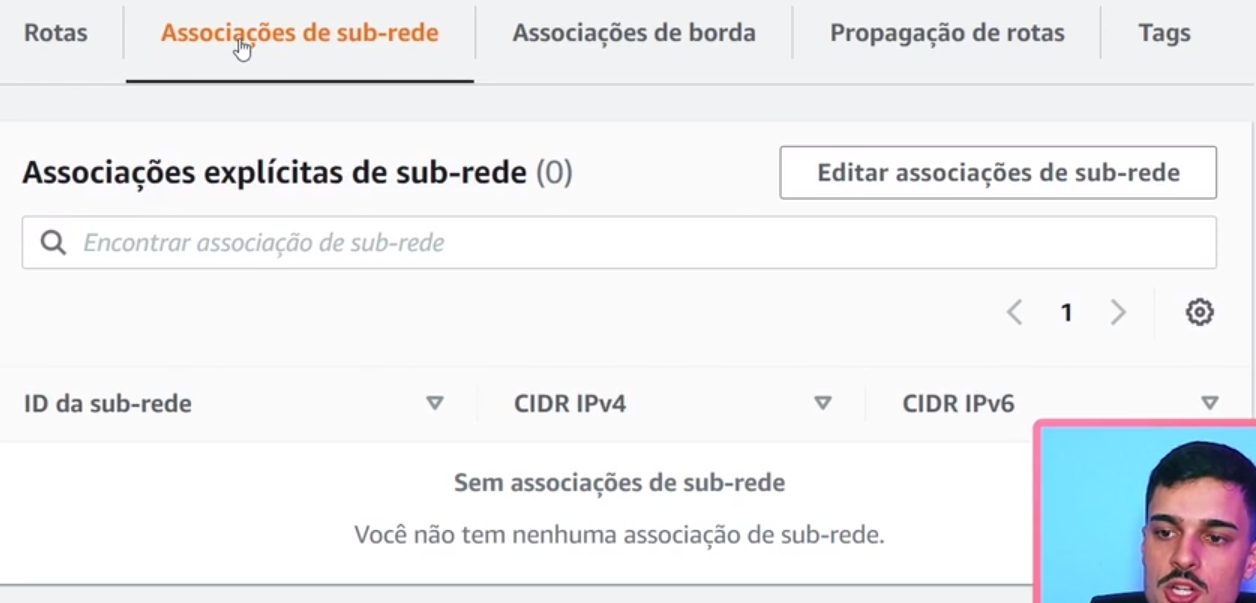 Rotas
Associações de sub-rede
Associações de borda
Propagação de rotas
Tags
Associações explícitas de sub-rede (0)
Editar associações de sub-rede
Encontrar associação de sub-rede
1
ID da sub-rede
CIDR IPv4
CIDR IPv6
Sem associações de sub-rede
Você não tem nenhuma associação de sub-rede.